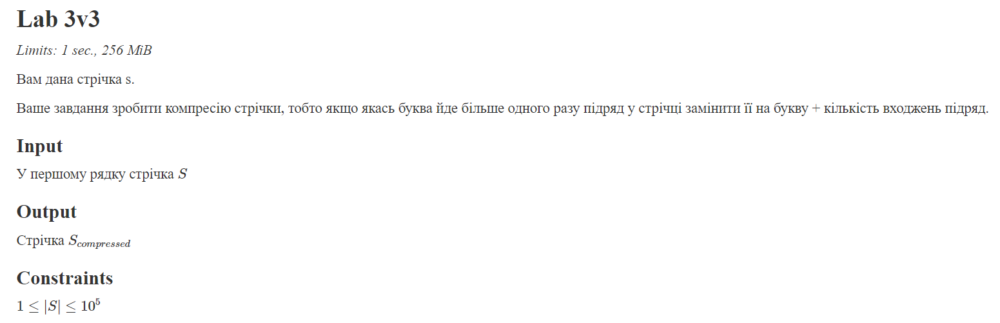 Lab 3v3
Limits: 1 sec., 256 MiB
Вам дана стрічка s.
Ваше завдання зробити компресію стрічки, тобто якщо якась буква йде більше одного разу підряд у стрічці замінити її на букву + кількість входжень підряд.
Input
У першому рядку стрічка S
Output
Стрічка S_{compressed}
Constraints
1 ≤ |S| ≤ 10^5